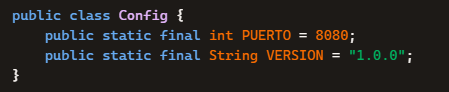 public class Config {
    public static final int PUERTO = 8080;
    public static final String VERSION = "1.0.0";
}